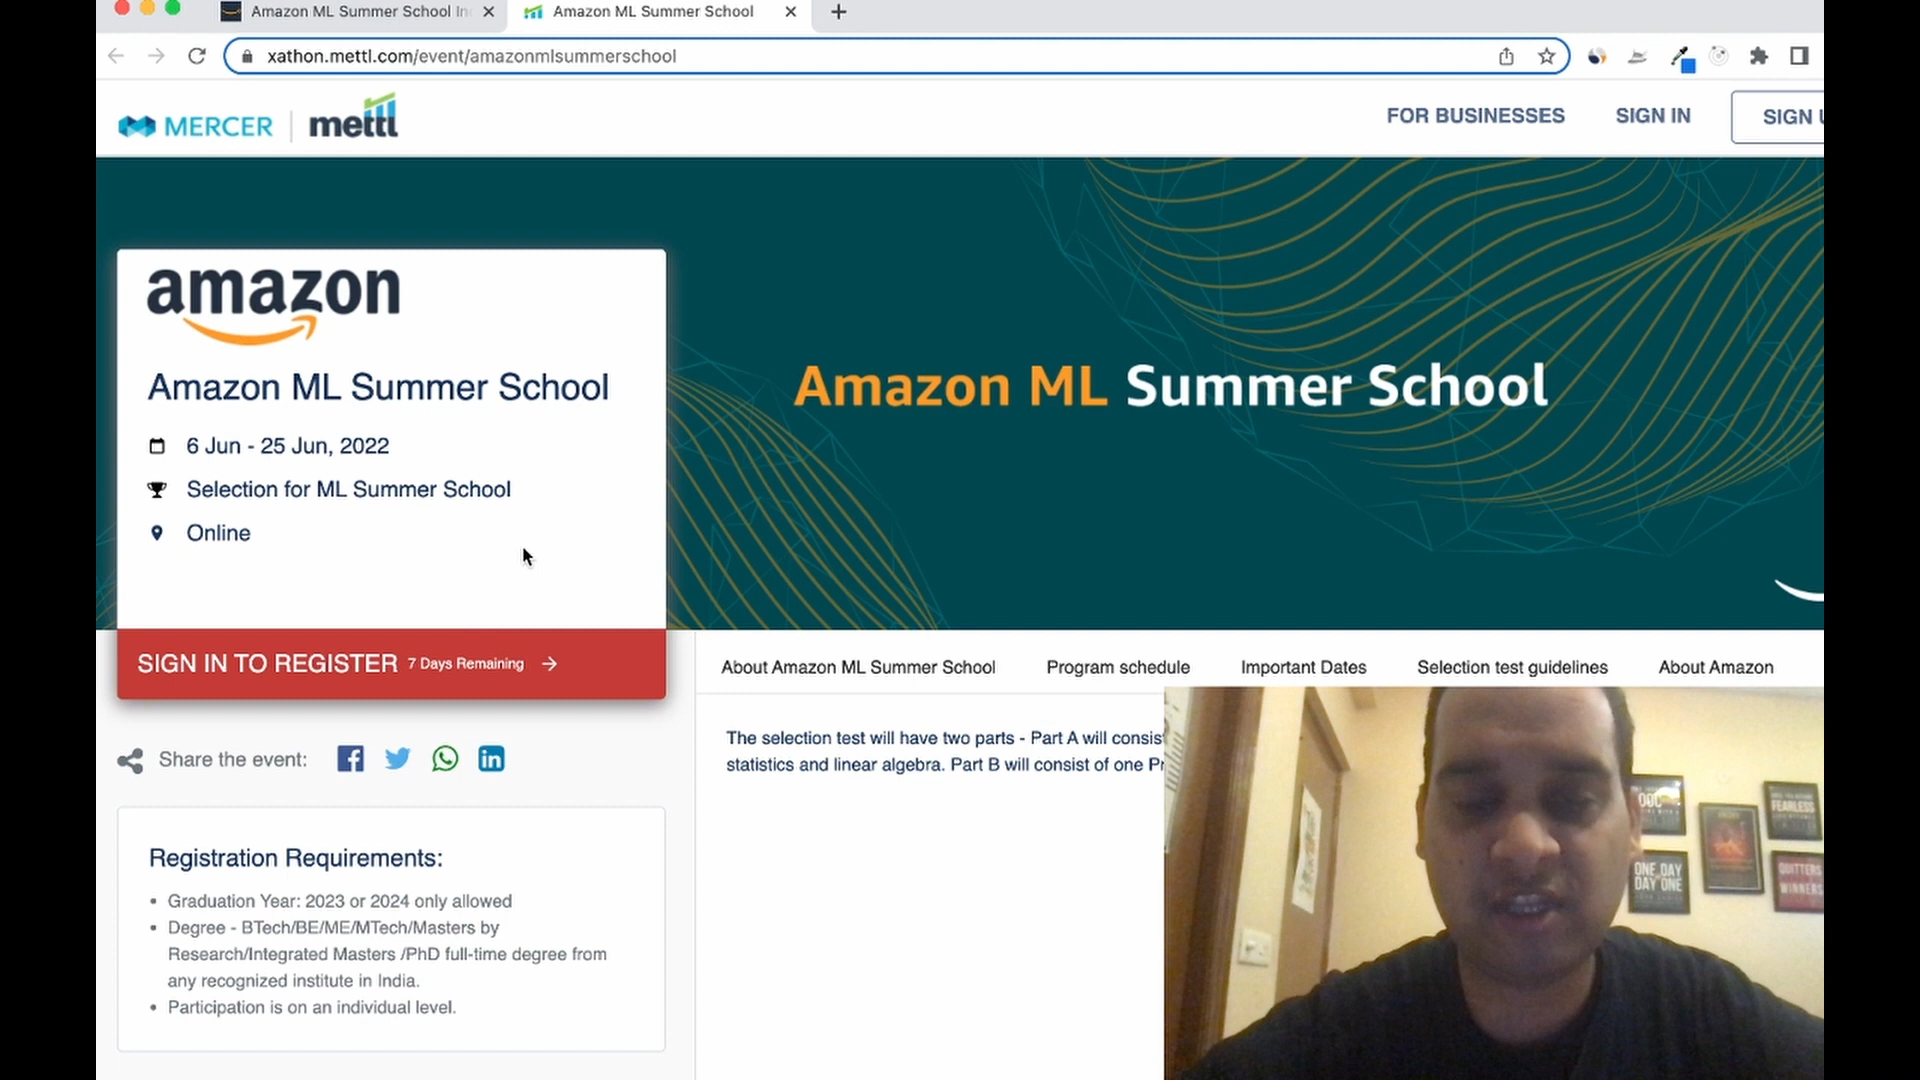 Amazon ML Summer School In
Amazon ML Summer School
xathon.mettl.com/event/amazonmlsummerschool
MERCER mettl
FOR BUSINESSES
SIGN IN
SIGN U
amazon
Amazon ML Summer School
6 Jun - 25 Jun, 2022
Selection for ML Summer School
Online
Amazon ML Summer School
SIGN IN TO REGISTER 7 Days Remaining →
About Amazon ML Summer School
Program schedule
Important Dates
Selection test guidelines
About Amazon
The selection test will have two parts - Part A will consis
statistics and linear algebra. Part B will consist of one P
Share the event:
Registration Requirements:
• Graduation Year: 2023 or 2024 only allowed
• Degree - BTech/BE/ME/MTech/Masters by
Research/Integrated Masters /PhD full-time degree from
any recognized institute in India.
• Participation is on an individual level.
FEARLESS
ONE DAY
DAY ONE
QUITTERS
WINNERS